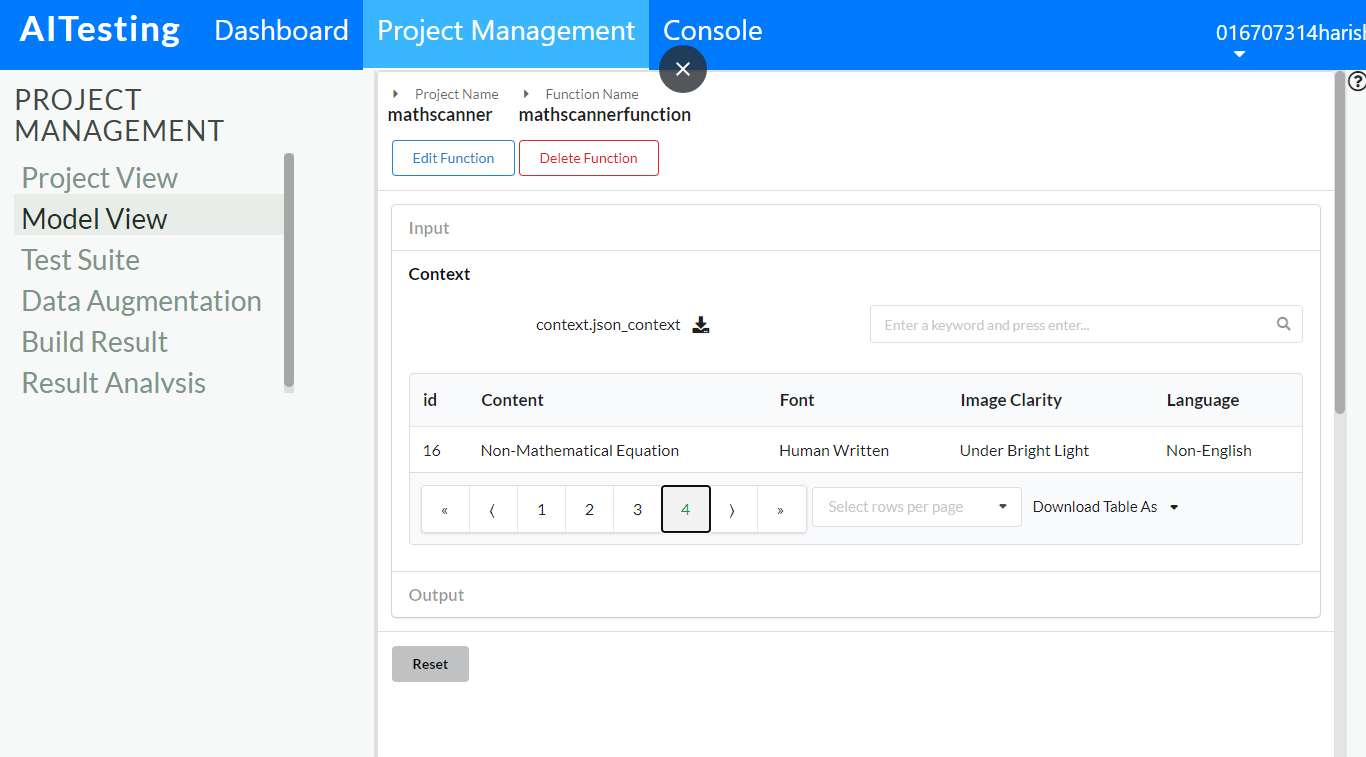 AITesting Dashboard Project Management Console 016707314harish
PROJECT
MANAGEMENT
Project View
Model View
Test Suite
Data Augmentation
Build Result
Result Analysis
Project Name Function Name
mathscanner mathscannerfunction
Edit Function Delete Function
Input
Context
context.json_context Enter a keyword and press enter...
id Content Font Image Clarity Language
16 Non-Mathematical Equation Human Written Under Bright Light Non-English
« ⟨ 1 2 3 4 ⟩ » Select rows per page Download Table As
Output
Reset